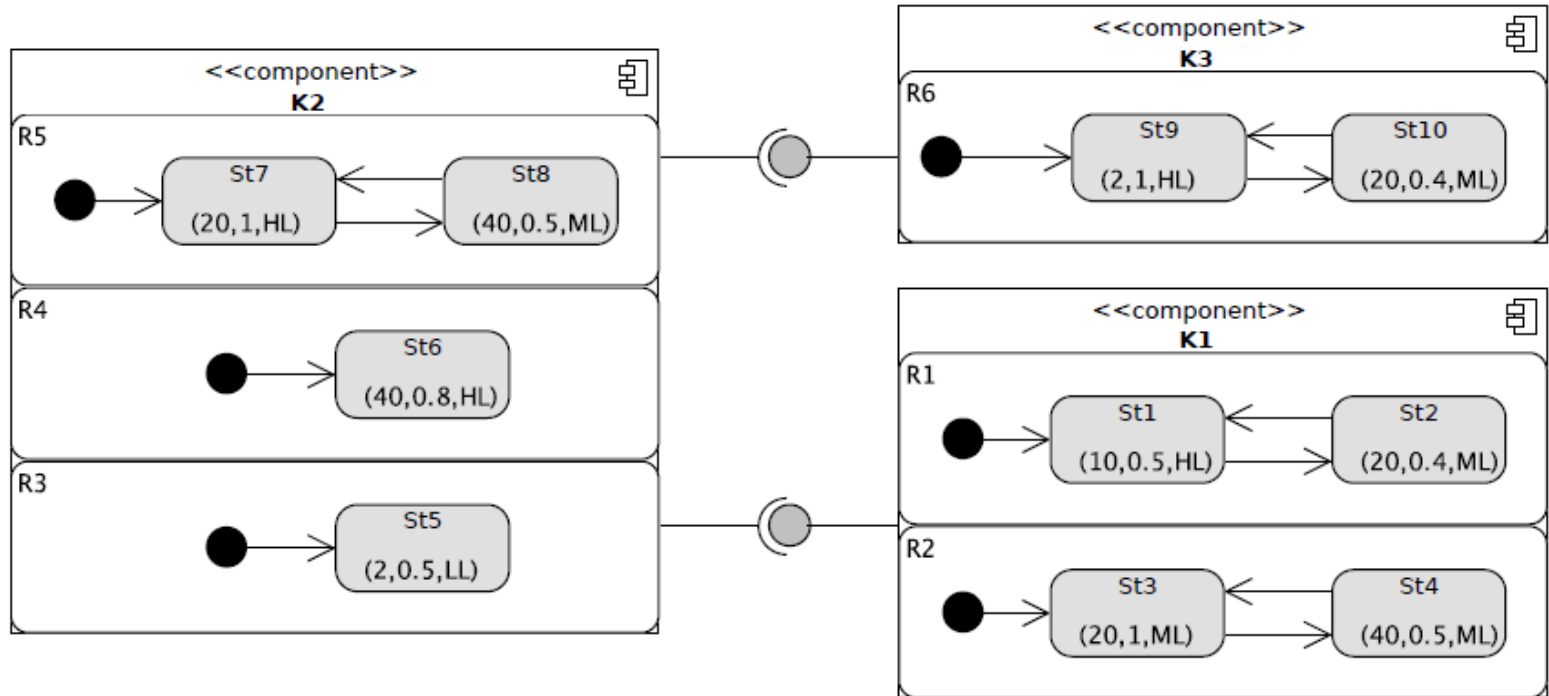 <<component>>
K2
R5
St7
(20,1,HL)
St8
(40,0.5,ML)
R4
St6
(40,0.8,HL)
R3
St5
(2,0.5,LL)
<<component>>
K3
R6
St9
(2,1,HL)
St10
(20,0.4,ML)
<<component>>
K1
R1
St1
(10,0.5,HL)
St2
(20,0.4,ML)
R2
St3
(20,1,ML)
St4
(40,0.5,ML)